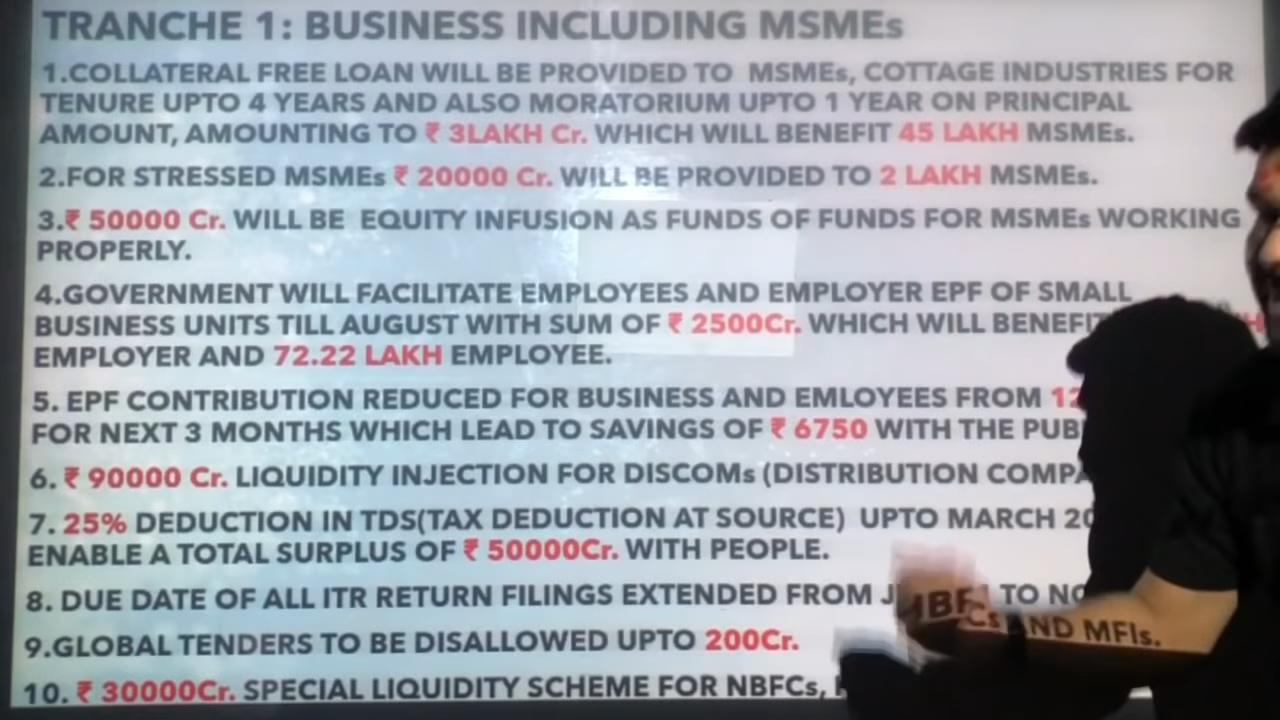 TRANCHE 1: BUSINESS INCLUDING MSMEs
1.COLLATERAL FREE LOAN WILL BE PROVIDED TO MSMEs, COTTAGE INDUSTRIES FOR
TENURE UPTO 4 YEARS AND ALSO MORATORIUM UPTO 1 YEAR ON PRINCIPAL
AMOUNT, AMOUNTING TO ₹ 3LAKH Cr. WHICH WILL BENEFIT 45 LAKH MSMEs.
2.FOR STRESSED MSMEs ₹ 20000 Cr. WILL BE PROVIDED TO 2 LAKH MSMEs.
3.₹ 50000 Cr. WILL BE EQUITY INFUSION AS FUNDS OF FUNDS FOR MSMEs WORKING
PROPERLY.
4.GOVERNMENT WILL FACILITATE EMPLOYEES AND EMPLOYER EPF OF SMALL
BUSINESS UNITS TILL AUGUST WITH SUM OF ₹ 2500Cr. WHICH WILL
EMPLOYER AND 72.22 LAKH EMPLOYEE.
5. EPF CONTRIBUTION REDUCED FOR BUSINESS AND EMLOYEES FROM
FOR NEXT 3 MONTHS WHICH LEAD TO SAVINGS OF ₹ 6750 WITH THE
6. ₹ 90000 Cr. LIQUIDITY INJECTION FOR DISCOMs (DISTRIBUTION
7. 25% DEDUCTION IN TDS(TAX DEDUCTION AT SOURCE) UPTO MARCH
ENABLE A TOTAL SURPLUS OF ₹ 50000Cr. WITH PEOPLE.
8. DUE DATE OF ALL ITR RETURN FILINGS EXTENDED FROM TO
9.GLOBAL TENDERS TO BE DISALLOWED UPTO 200Cr.
10. ₹ 30000Cr. SPECIAL LIQUIDITY SCHEME FOR NBFCs, AND MFIs.